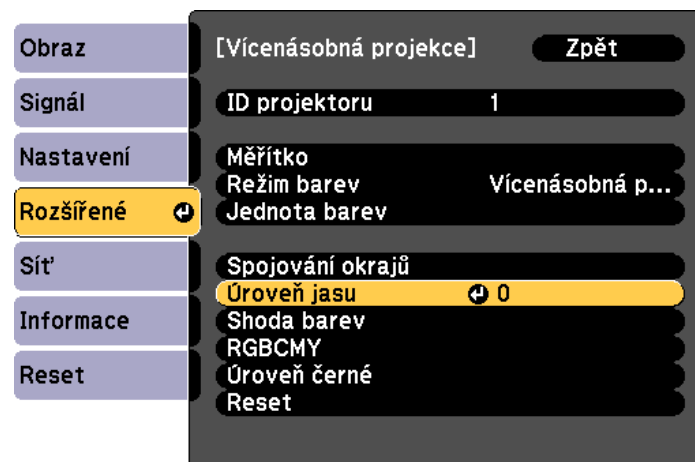 Obraz
Signál
Nastavení
Rozšířené
Síť
Informace
Reset
[Vícenásobná projekce] Zpět
ID projektoru 1
Měřítko
Režim barev Vícenásobná p...
Jednota barev
Spojování okrajů
Úroveň jasu 0
Shoda barev
RGBCMY
Úroveň černé
Reset